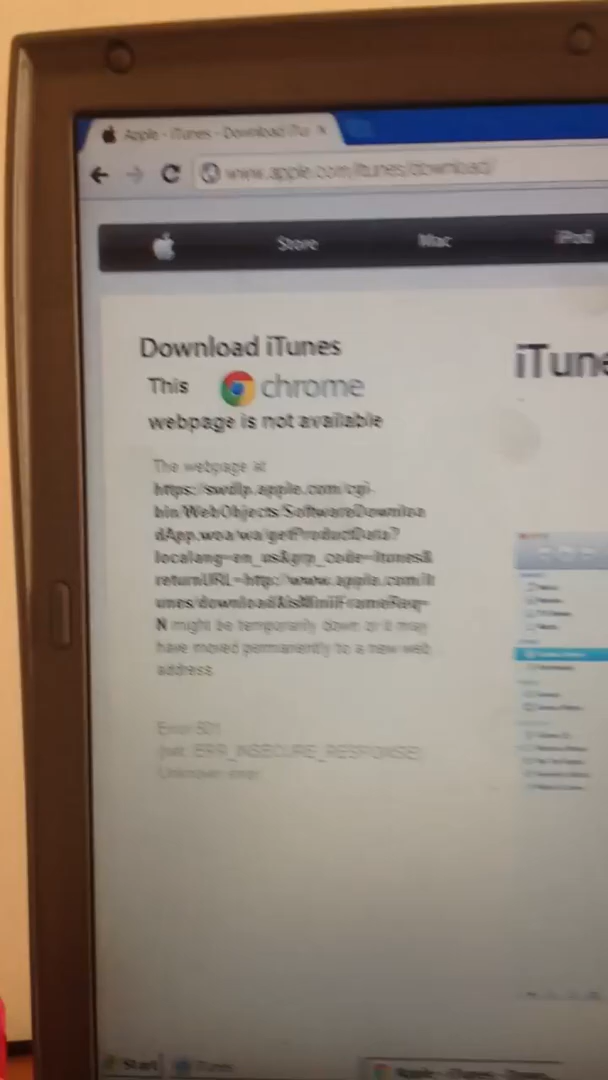 Apple - iTunes - Download iTu
www.apple.com/itunes/download/
Store Mac iPod
Download iTunes
iTune
This chrome
webpage is not available
The webpage at
https://swdlp.apple.com/cgi-
bin/WebObjects/SoftwareDownloa
dApp.woa/wa/getProductData?
localang=en_us&grp_code=itunes&
returnURL=http://www.apple.com/it
unes/download&isMiniFrameReq=
N might be temporarily down or it may
have moved permanently to a new web
address.
Error 501
(net::ERR_INSECURE_RESPONSE)
Unknown error.
Start iTunes Apple - iTunes -